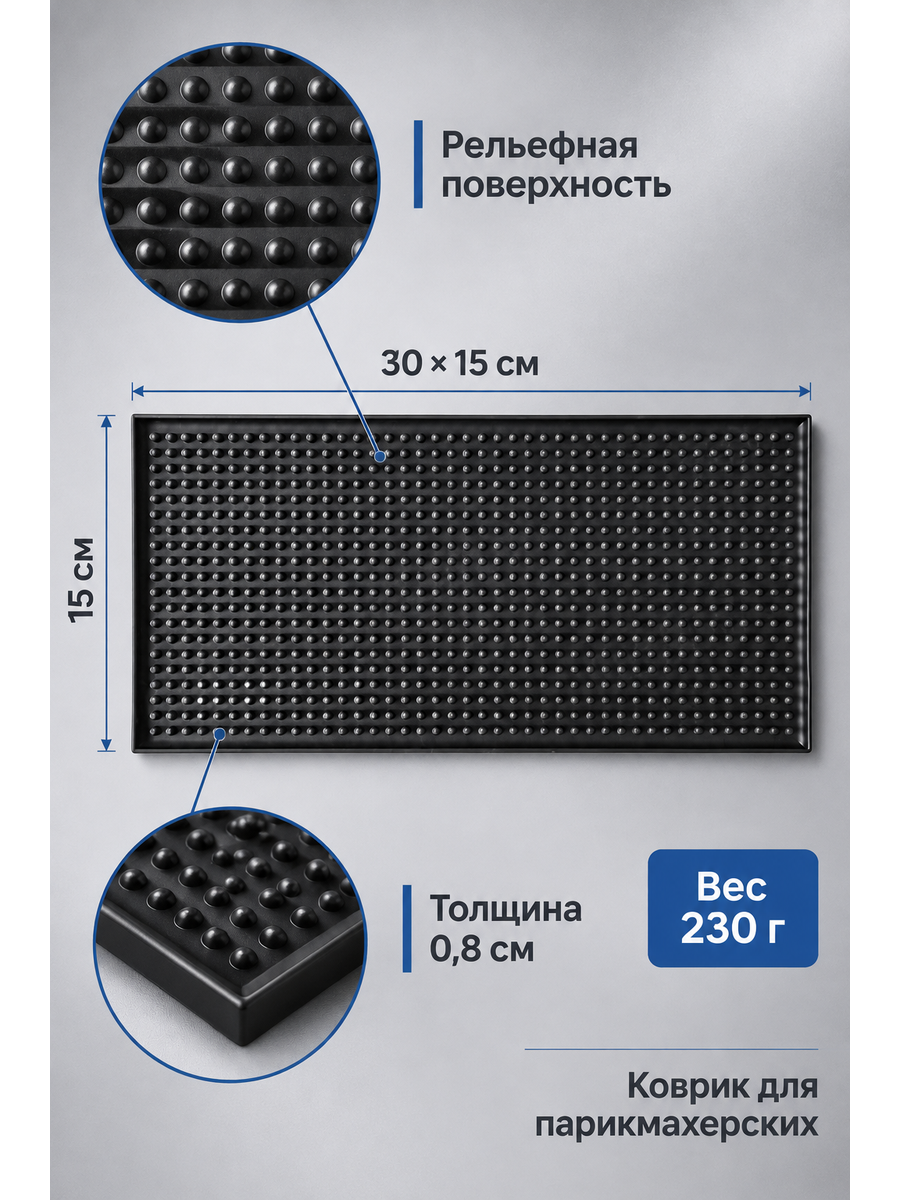 Рельефная
поверхность
30 × 15 см
15 см
Толщина
0,8 см
Вес
230 г
Коврик для
парикмахерских